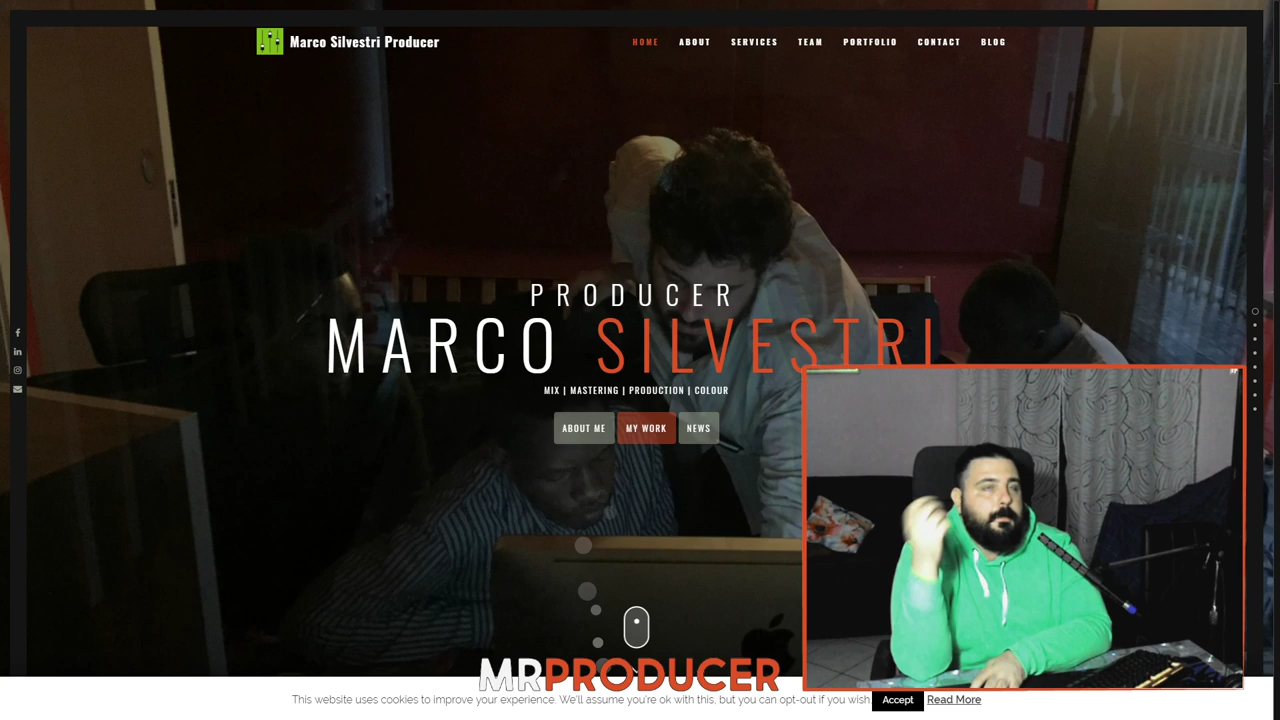 Marco Silvestri Producer
HOME ABOUT SERVICES TEAM PORTFOLIO CONTACT BLOG
PRODUCER
MARCO SILVESTRI
MIX | MASTERING | PRODUCTION | COLOUR
ABOUT ME MY WORK NEWS
MRPRODUCER
This website uses cookies to improve your experience. We'll assume you're ok with this, but you can opt-out if you wish. Accept Read More